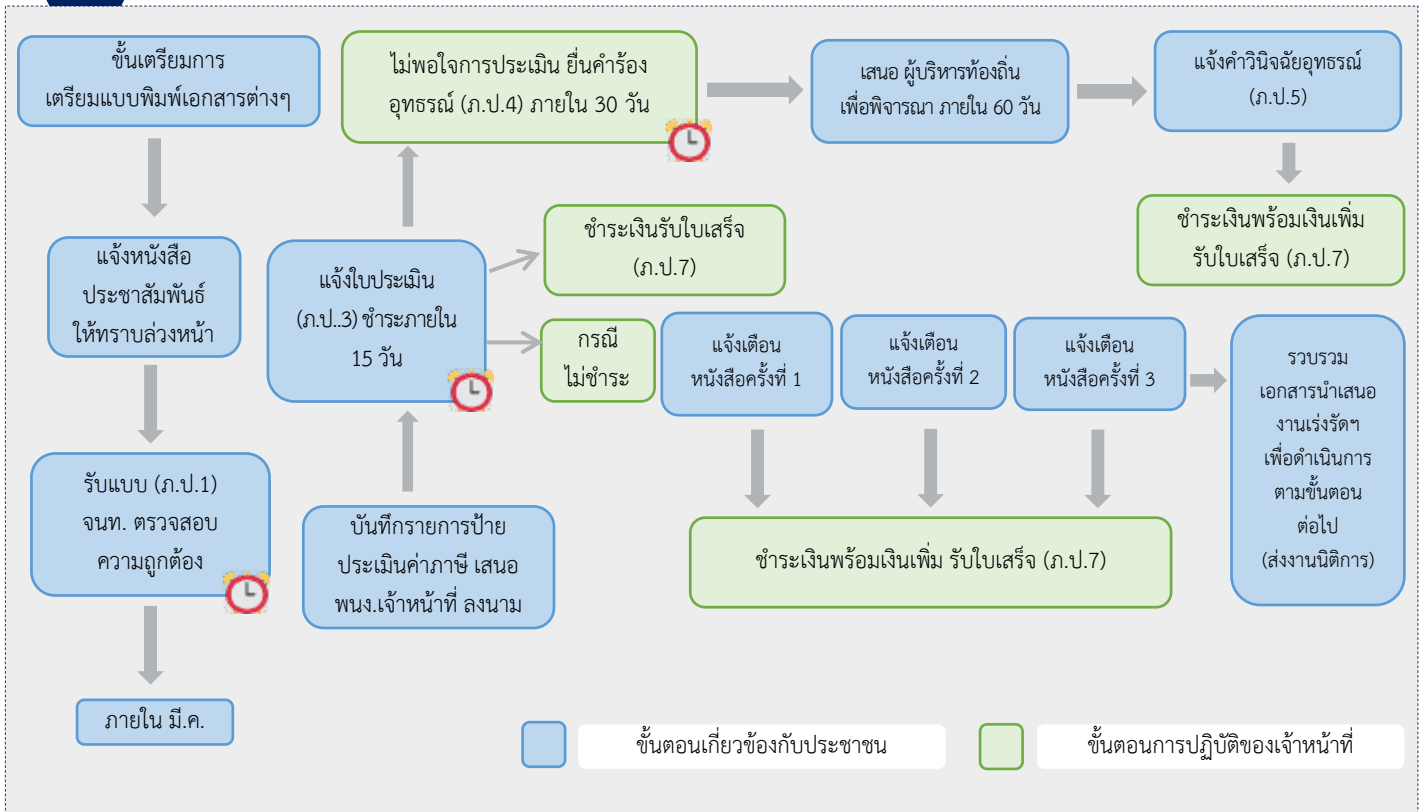 ขั้นเตรียมการ
เตรียมแบบพิมพ์เอกสารต่างๆ
ไม่พอใจการประเมิน ยื่นคำร้อง
อุทธรณ์ (ภ.ป.4) ภายใน 30 วัน
เสนอ ผู้บริหารท้องถิ่น
เพื่อพิจารณา ภายใน 60 วัน
แจ้งคำวินิจฉัยอุทธรณ์
(ภ.ป.5)
แจ้งหนังสือ
ประชาสัมพันธ์
ให้ทราบล่วงหน้า
แจ้งใบประเมิน
(ภ.ป..3) ชำระภายใน
15 วัน
ชำระเงินรับใบเสร็จ
(ภ.ป.7)
ชำระเงินพร้อมเงินเพิ่ม
รับใบเสร็จ (ภ.ป.7)
กรณี
ไม่ชำระ
แจ้งเตือน
หนังสือครั้งที่ 1
แจ้งเตือน
หนังสือครั้งที่ 2
แจ้งเตือน
หนังสือครั้งที่ 3
รวบรวม
เอกสารนำเสนอ
งานเร่งรัดฯ
เพื่อดำเนินการ
ตามขั้นตอน
ต่อไป
(ส่งงานนิติการ)
รับแบบ (ภ.ป.1)
จนท. ตรวจสอบ
ความถูกต้อง
บันทึกรายการป้าย
ประเมินค่าภาษี เสนอ
พนง.เจ้าหน้าที่ ลงนาม
ชำระเงินพร้อมเงินเพิ่ม รับใบเสร็จ (ภ.ป.7)
ภายใน มี.ค.
ขั้นตอนเกี่ยวข้องกับประชาชน
ขั้นตอนการปฏิบัติของเจ้าหน้าที่